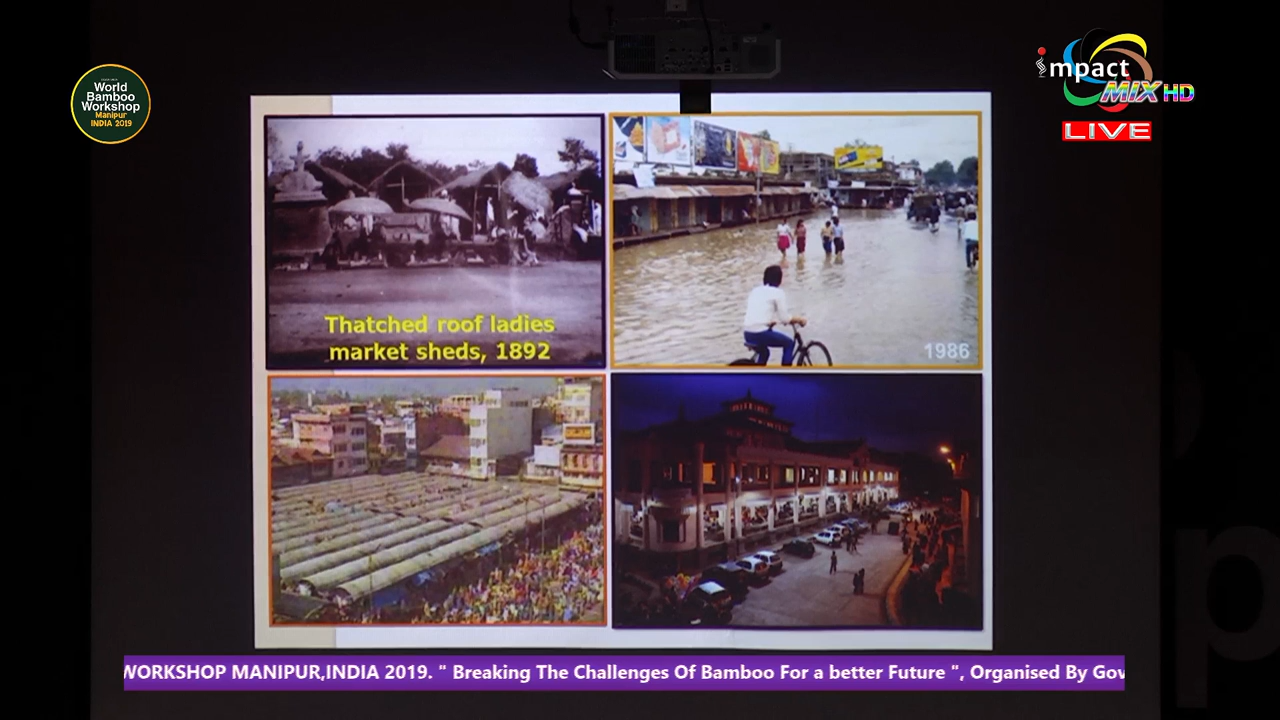 World
Bamboo
Workshop
Manipur
INDIA 2019
impact
MIX HD
LIVE
Thatched roof ladies
market sheds, 1892
1986
WORKSHOP MANIPUR,INDIA 2019. " Breaking The Challenges Of Bamboo For a better Future ", Organised By Gov